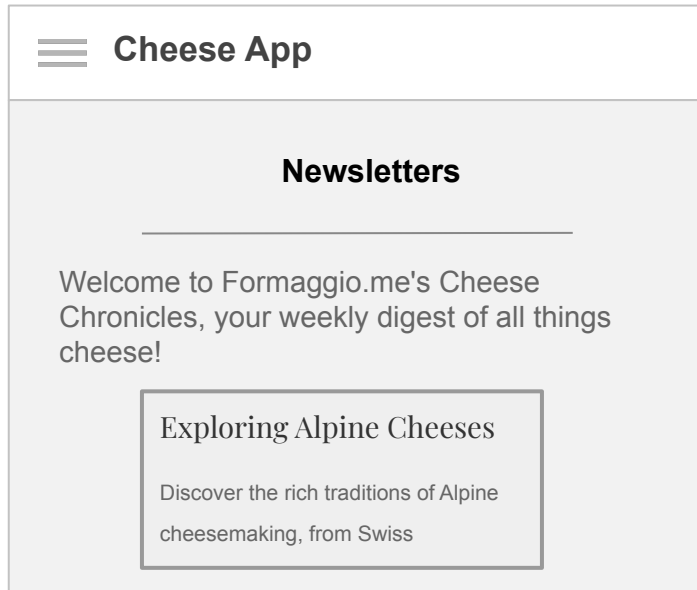 Cheese App
Newsletters
Welcome to Formaggio.me's Cheese
Chronicles, your weekly digest of all things
cheese!
Exploring Alpine Cheeses
Discover the rich traditions of Alpine
cheesemaking, from Swiss